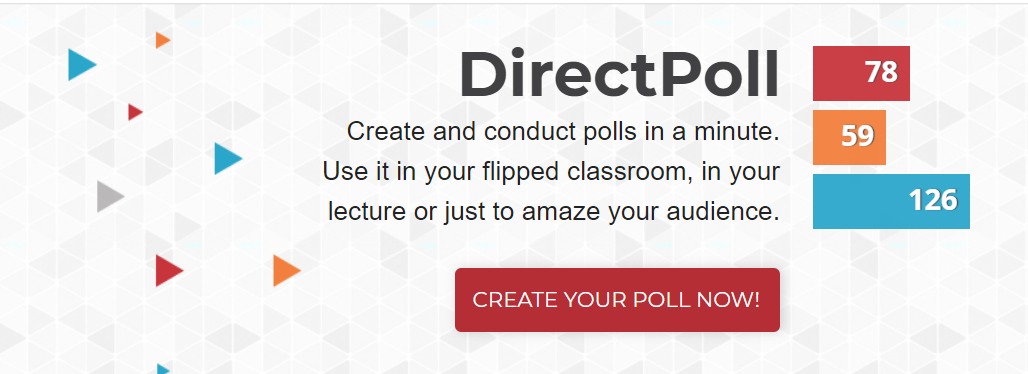 DirectPoll
Create and conduct polls in a minute.
Use it in your flipped classroom, in your
lecture or just to amaze your audience.
CREATE YOUR POLL NOW!
78
59
126